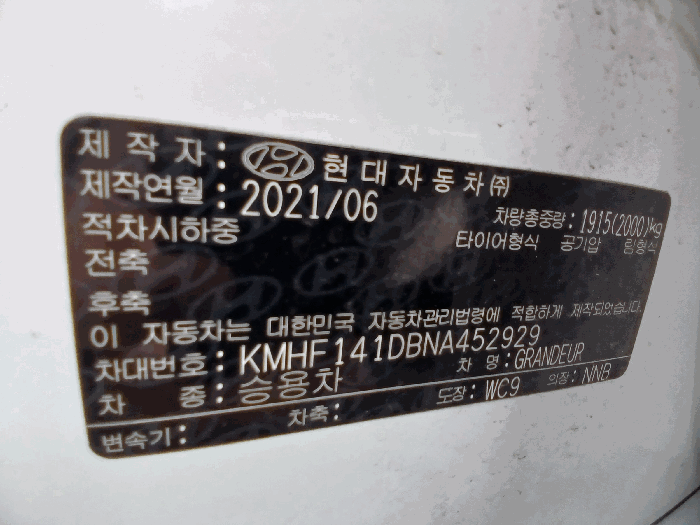 제 작 자 : 현대자동차㈜
제작연월 : 2021/06 차량총중량 : 1915(2000)kg
적차시하중 타이어형식 공기압 림형식
전축
후축
이 자동차는 대한민국 자동차관리법령에 적합하게 제작되었습니다.
차대번호 : KMHF141DBNA452929
차 종 : 승용차 차 명 : GRANDEUR
변속기 : 차축 : 도장 : WC9 의장 : NNB